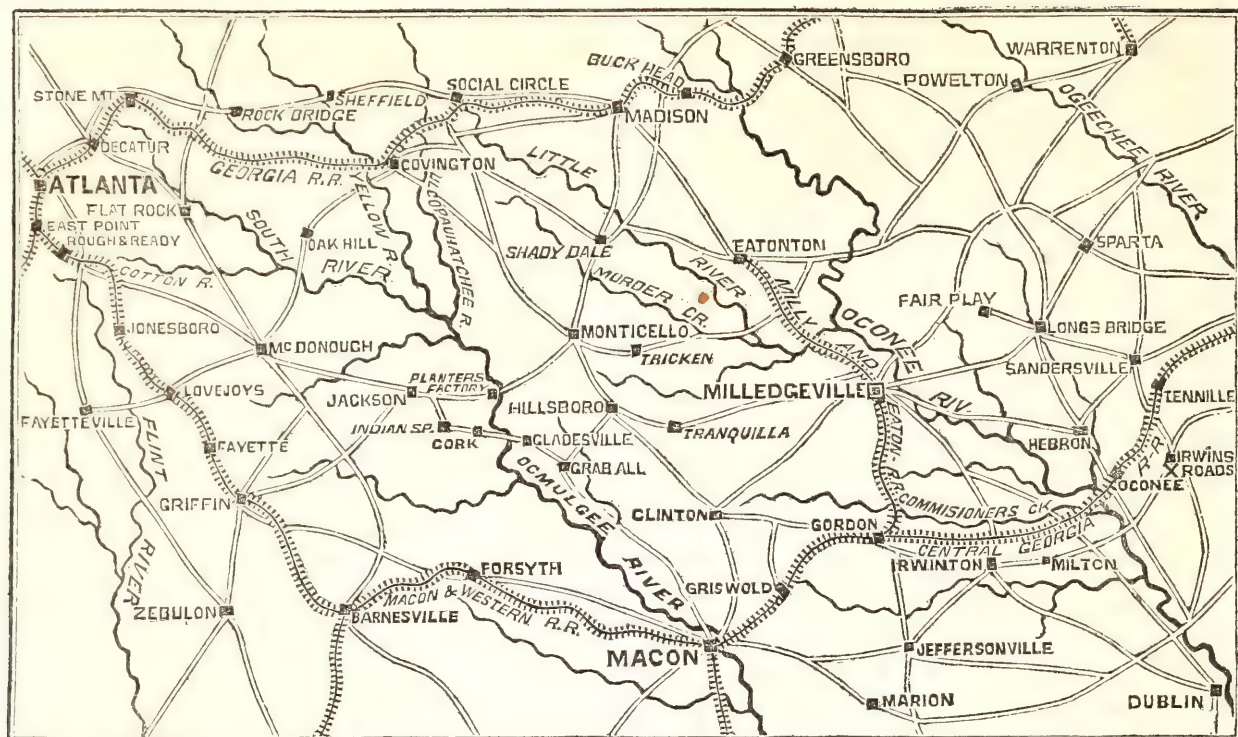 WARRENTON
GREENSBORO
BUCK HEAD
POWELTON
STONE MT.
SHEFFIELD
SOCIAL CIRCLE
ROCK BRIDGE
MADISON
OGEECHEE RIVER
DECATUR
GEORGIA R.R.
COVINGTON
LITTLE RIVER
ATLANTA
YELLOW R.
ULCOPAUHATCHEE R
FLAT ROCK
EAST POINT
ROUGH & READY
SOUTH RIVER
OAK HILL
SHADY DALE
EATONTON
SPARTA
COTTON R.
MURDER CR.
MILL. AND
EATON. R.R.
FAIR PLAY
JONESBORO
MONTICELLO
OCONEE RIV.
LONGS BRIDGE
MCDONOUGH
TRICKEN
SANDERSVILLE
LOVEJOYS
PLANTERS
FACTORY
JACKSON
MILLEDGEVILLE
TENNILLE
FAYETTEVILLE
HILLSBORO
INDIAN SP.
CORK
GLADESVILLE
TRANQUILLA
HEBRON
FLINT RIVER
FAYETTE
GRAB ALL
IRWINS
X ROADS
OCONEE
GRIFFIN
OCMULGEE RIVER
CLINTON
COMMISIONERS CK.
GORDON
CENTRAL GEORGIA R.R.
FORSYTH
GRISWOLD
IRWINTON
MILTON
ZEBULON
MACON & WESTERN R.R.
BARNESVILLE
MACON
JEFFERSONVILLE
MARION
DUBLIN